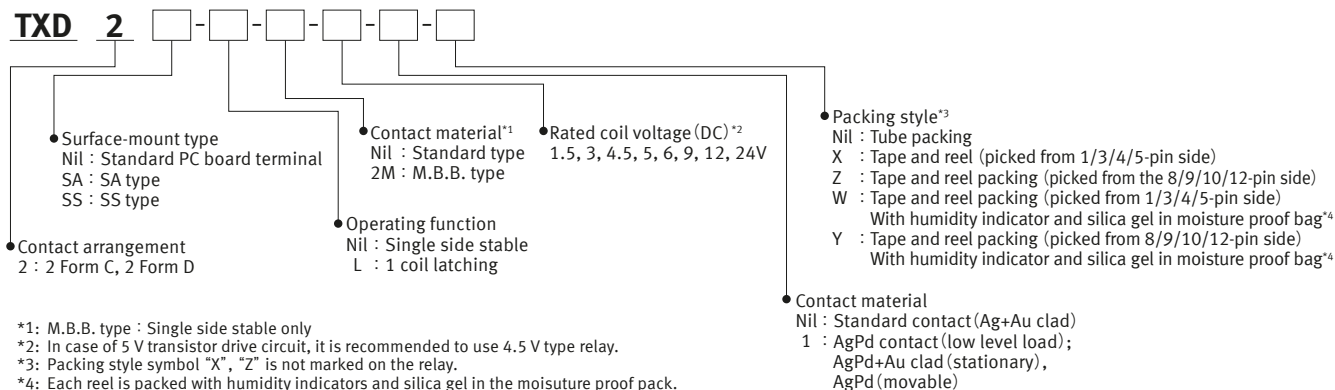 TXD 2 - - - - -
Surface-mount type
Nil : Standard PC board terminal
SA : SA type
SS : SS type
Contact arrangement
2 : 2 Form C, 2 Form D
Operating function
Nil : Single side stable
L : 1 coil latching
Contact material*1
Nil : Standard type
2M : M.B.B. type
Rated coil voltage (DC)*2
1.5, 3, 4.5, 5, 6, 9, 12, 24V
Packing style*3
Nil : Tube packing
X : Tape and reel (picked from 1/3/4/5-pin side)
Z : Tape and reel packing (picked from the 8/9/10/12-pin side)
W : Tape and reel packing (picked from 1/3/4/5-pin side)
With humidity indicator and silica gel in moisture proof bag*4
Y : Tape and reel packing (picked from 8/9/10/12-pin side)
With humidity indicator and silica gel in moisture proof bag*4
Contact material
Nil : Standard contact (Ag+Au clad)
1 : AgPd contact (low level load);
AgPd+Au clad (stationary),
AgPd (movable)
*1: M.B.B. type : Single side stable only
*2: In case of 5 V transistor drive circuit, it is recommended to use 4.5 V type relay.
*3: Packing style symbol “X”, “Z” is not marked on the relay.
*4: Each reel is packed with humidity indicators and silica gel in the moisuture proof pack.